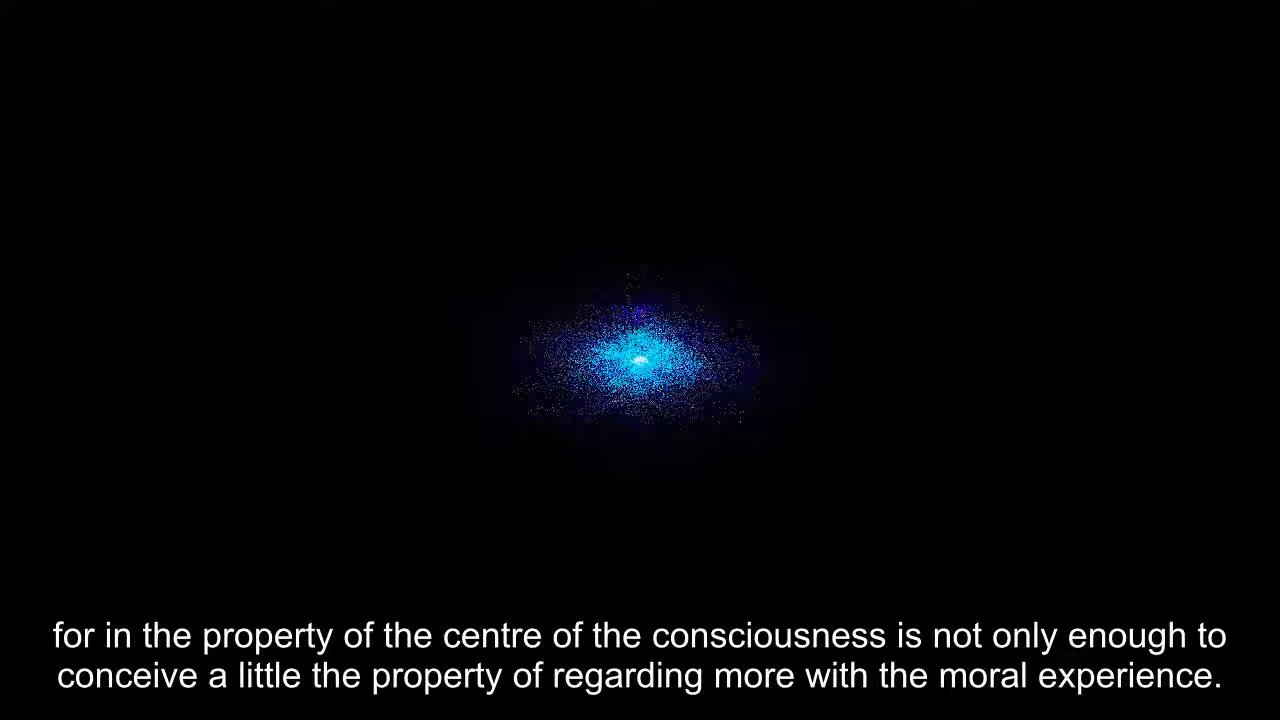 for in the property of the centre of the consciousness is not only enough to
conceive a little the property of regarding more with the moral experience.